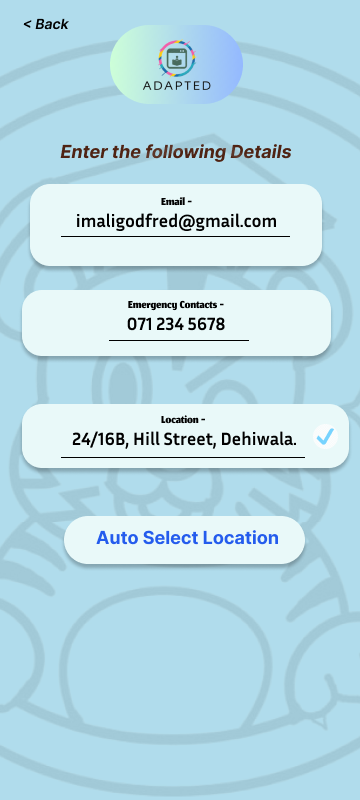 < Back
ADAPTED
Enter the following Details
Email -
imaligodfred@gmail.com
Emergency Contacts -
071 234 5678
Location -
24/16B, Hill Street, Dehiwala.
Auto Select Location